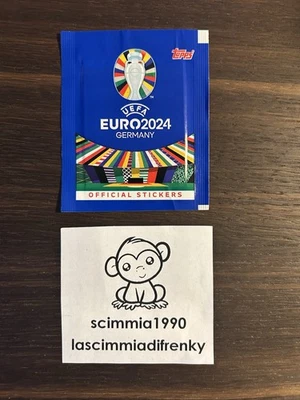 topps
UEFA
EURO2024
GERMANY
OFFICIAL STICKERS
scimmia1990
lascimmiadifrenky